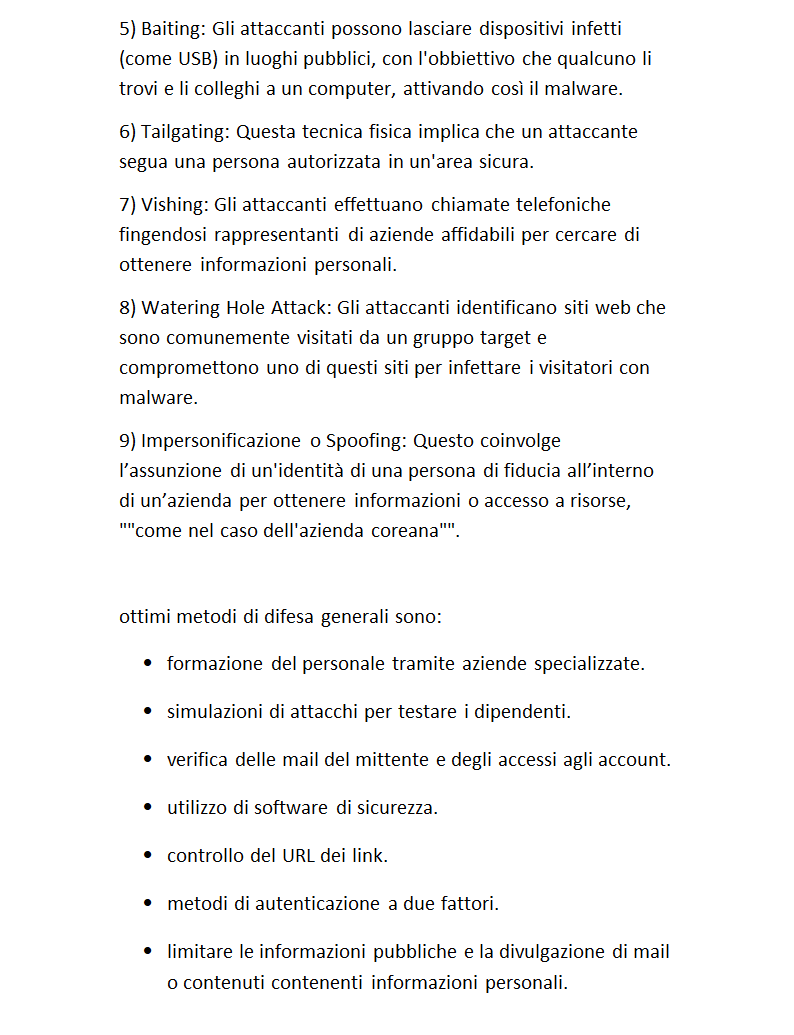 5) Baiting: Gli attaccanti possono lasciare dispositivi infetti
(come USB) in luoghi pubblici, con l'obbiettivo che qualcuno li
trovi e li colleghi a un computer, attivando così il malware.
6) Tailgating: Questa tecnica fisica implica che un attaccante
segua una persona autorizzata in un'area sicura.
7) Vishing: Gli attaccanti effettuano chiamate telefoniche
fingendosi rappresentanti di aziende affidabili per cercare di
ottenere informazioni personali.
8) Watering Hole Attack: Gli attaccanti identificano siti web che
sono comunemente visitati da un gruppo target e
compromettono uno di questi siti per infettare i visitatori con
malware.
9) Impersonificazione o Spoofing: Questo coinvolge
l’assunzione di un'identità di una persona di fiducia all’interno
di un’azienda per ottenere informazioni o accesso a risorse,
""come nel caso dell'azienda coreana"".
ottimi metodi di difesa generali sono:
• formazione del personale tramite aziende specializzate.
• simulazioni di attacchi per testare i dipendenti.
• verifica delle mail del mittente e degli accessi agli account.
• utilizzo di software di sicurezza.
• controllo del URL dei link.
• metodi di autenticazione a due fattori.
• limitare le informazioni pubbliche e la divulgazione di mail
o contenuti contenenti informazioni personali.